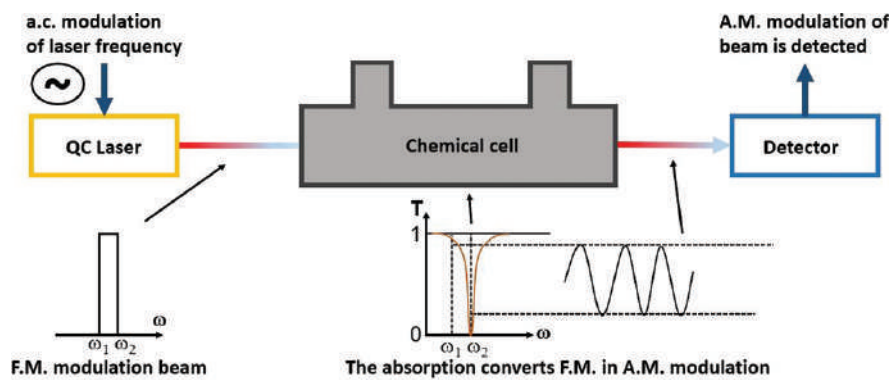 a.c. modulation
of laser frequency
~
A.M. modulation of
beam is detected
QC Laser
Chemical cell
Detector
T
1
0
ω
ω1 ω2
ω
ω1 ω2
F.M. modulation beam
The absorption converts F.M. in A.M. modulation